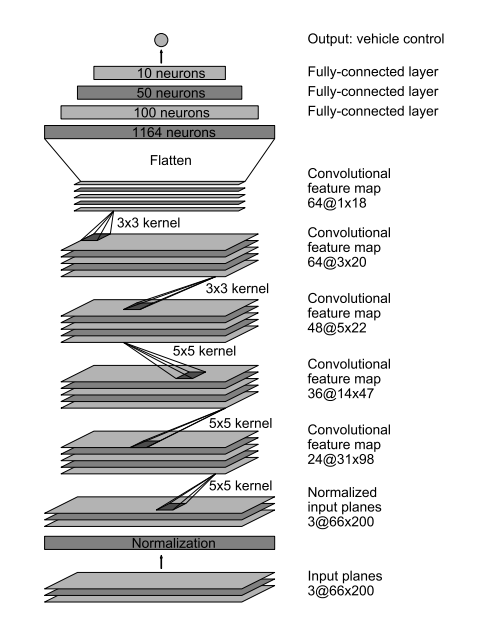 Output: vehicle control
10 neurons
Fully-connected layer
50 neurons
Fully-connected layer
100 neurons
Fully-connected layer
1164 neurons
Flatten
Convolutional
feature map
64@1x18
3x3 kernel
Convolutional
feature map
64@3x20
3x3 kernel
Convolutional
feature map
48@5x22
5x5 kernel
Convolutional
feature map
36@14x47
5x5 kernel
Convolutional
feature map
24@31x98
5x5 kernel
Normalized
input planes
3@66x200
Normalization
Input planes
3@66x200